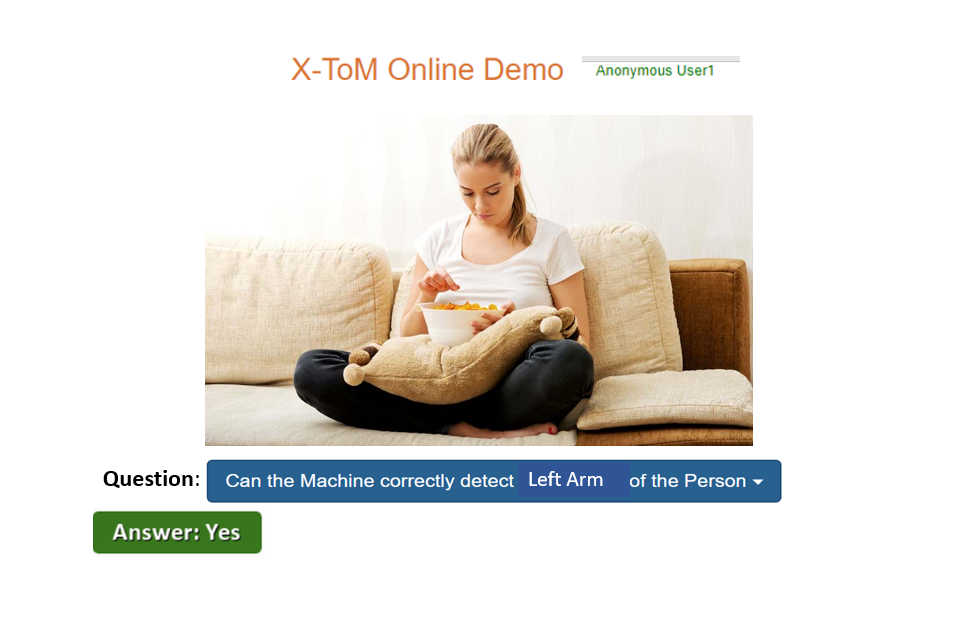 X-ToM Online Demo
Anonymous User1
Question: Can the Machine correctly detect Left Arm of the Person
Answer: Yes